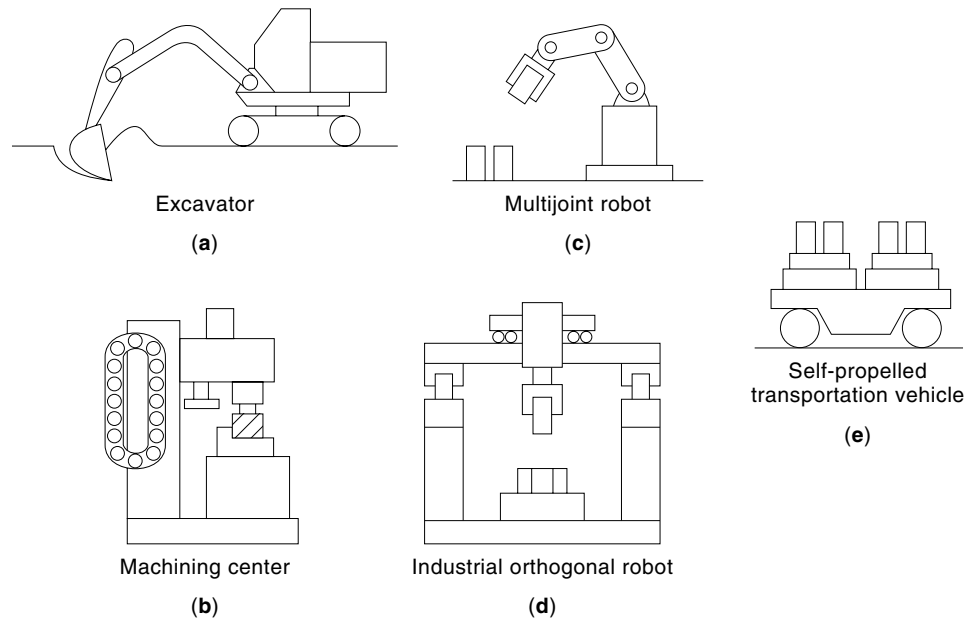 Excavator
(a)
Multijoint robot
(c)
Self-propelled
transportation vehicle
(e)
Machining center
(b)
Industrial orthogonal robot
(d)